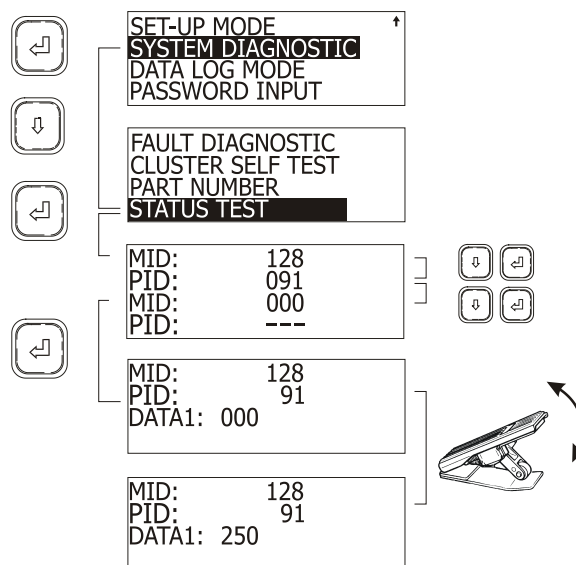 SET-UP MODE
SYSTEM DIAGNOSTIC
DATA LOG MODE
PASSWORD INPUT
FAULT DIAGNOSTIC
CLUSTER SELF TEST
PART NUMBER
STATUS TEST
MID: 128
PID: 091
MID: 000
PID: ---
MID: 128
PID: 91
DATA1: 000
MID: 128
PID: 91
DATA1: 250